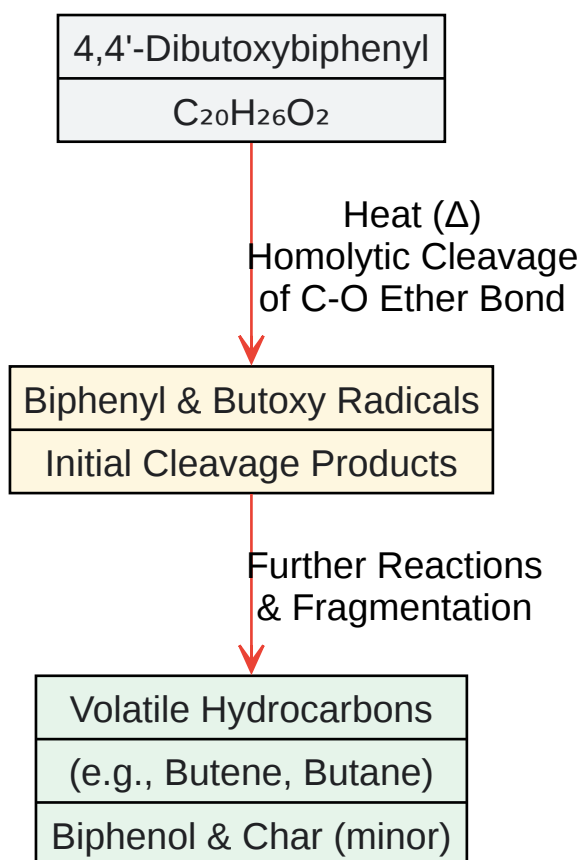 4,4'-Dibutoxybiphenyl
C₂₀H₂₆O₂
Heat (Δ)
Homolytic Cleavage
of C-O Ether Bond
Biphenyl & Butoxy Radicals
Initial Cleavage Products
Further Reactions
& Fragmentation
Volatile Hydrocarbons
(e.g., Butene, Butane)
Biphenol & Char (minor)